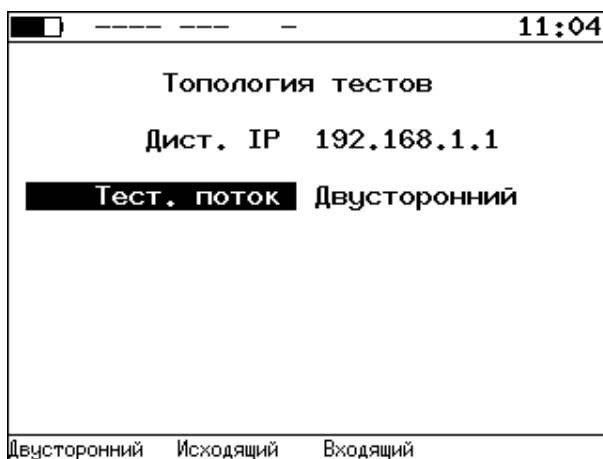 ---- --- - 11:04
Топология тестов
Дист. IP 192.168.1.1
Тест. поток Двусторонний
Двусторонний Исходящий Входящий